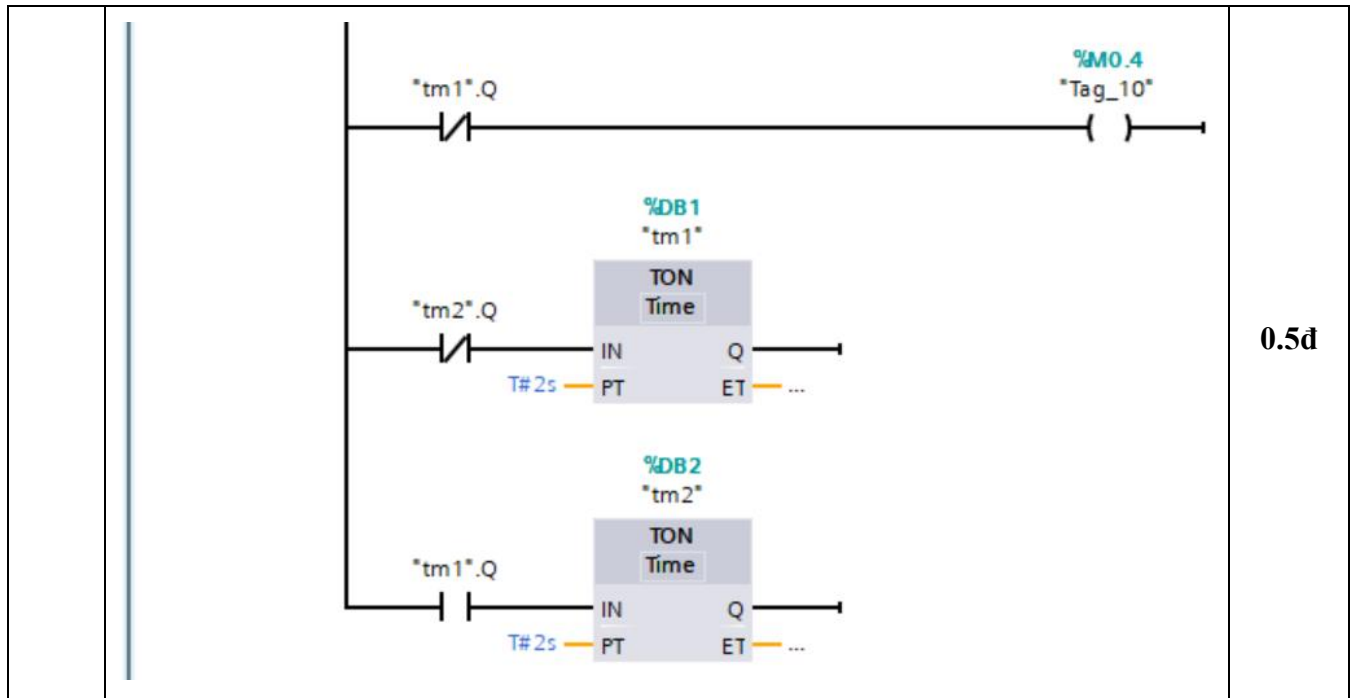 %M0.4
"tm1".Q
"Tag_10"
%DB1
"tm1"
TON
Time
"tm2".Q
IN Q
T#2s PT ET ...
0.5đ
%DB2
"tm2"
TON
Time
"tm1".Q
IN Q
T#2s PT ET ...